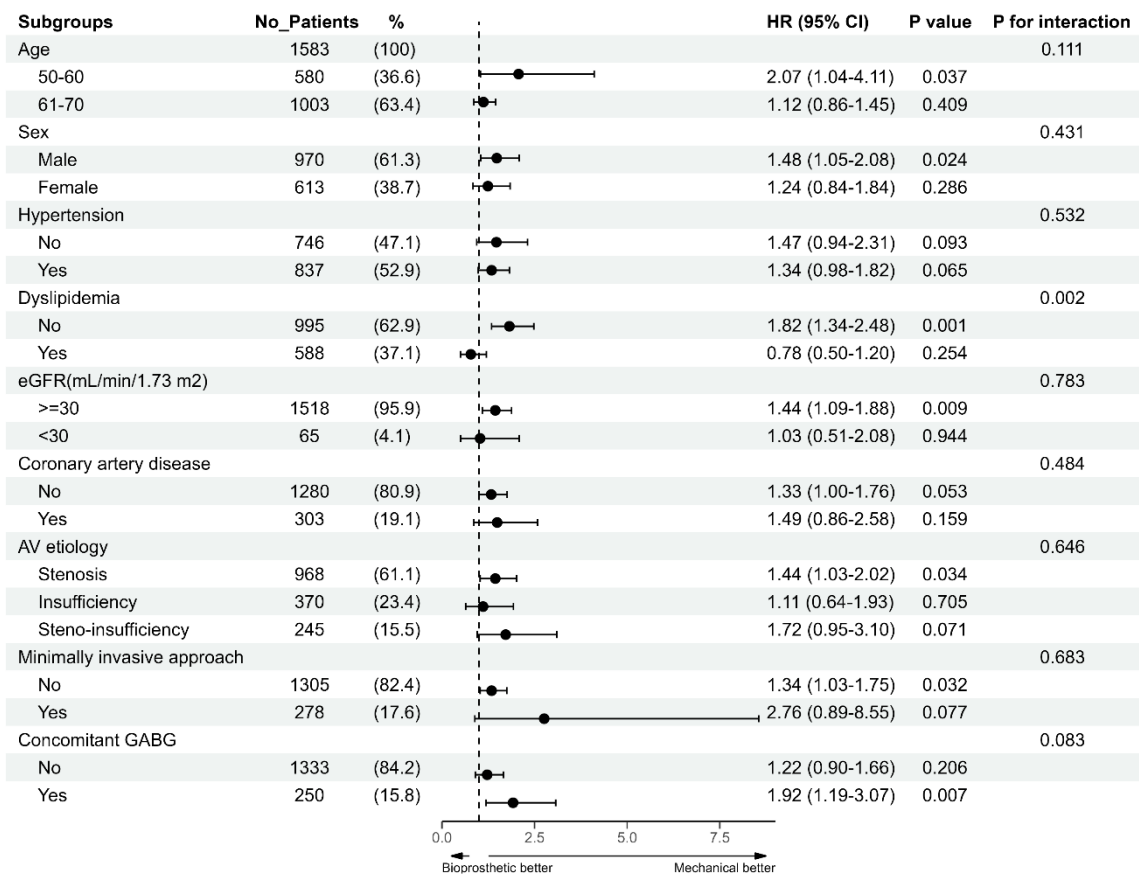 Subgroups No_Patients % HR (95% CI) P value P for interaction
Age 1583 (100) 0.111
50-60 580 (36.6) 2.07 (1.04-4.11) 0.037
61-70 1003 (63.4) 1.12 (0.86-1.45) 0.409
Sex 0.431
Male 970 (61.3) 1.48 (1.05-2.08) 0.024
Female 613 (38.7) 1.24 (0.84-1.84) 0.286
Hypertension 0.532
No 746 (47.1) 1.47 (0.94-2.31) 0.093
Yes 837 (52.9) 1.34 (0.98-1.82) 0.065
Dyslipidemia 0.002
No 995 (62.9) 1.82 (1.34-2.48) 0.001
Yes 588 (37.1) 0.78 (0.50-1.20) 0.254
eGFR(mL/min/1.73 m2) 0.783
>=30 1518 (95.9) 1.44 (1.09-1.88) 0.009
<30 65 (4.1) 1.03 (0.51-2.08) 0.944
Coronary artery disease 0.484
No 1280 (80.9) 1.33 (1.00-1.76) 0.053
Yes 303 (19.1) 1.49 (0.86-2.58) 0.159
AV etiology 0.646
Stenosis 968 (61.1) 1.44 (1.03-2.02) 0.034
Insufficiency 370 (23.4) 1.11 (0.64-1.93) 0.705
Steno-insufficiency 245 (15.5) 1.72 (0.95-3.10) 0.071
Minimally invasive approach 0.683
No 1305 (82.4) 1.34 (1.03-1.75) 0.032
Yes 278 (17.6) 2.76 (0.89-8.55) 0.077
Concomitant GABG 0.083
No 1333 (84.2) 1.22 (0.90-1.66) 0.206
Yes 250 (15.8) 1.92 (1.19-3.07) 0.007
0.0 2.5 5.0 7.5
Bioprosthetic better Mechanical better